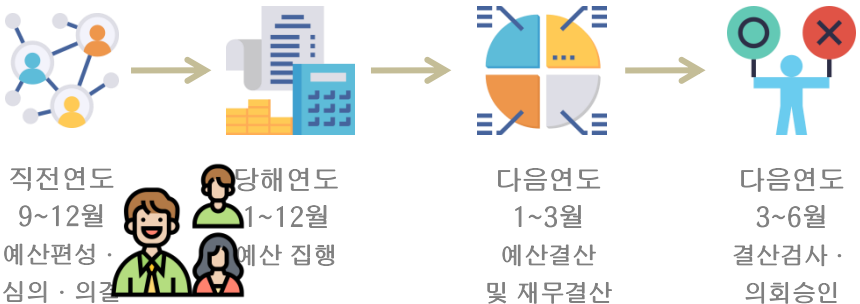 직전연도
9~12월
예산편성 ·
심의 · 의결
당해연도
1~12월
예산 집행
다음연도
1~3월
예산결산
및 재무결산
다음연도
3~6월
결산검사 ·
의회승인